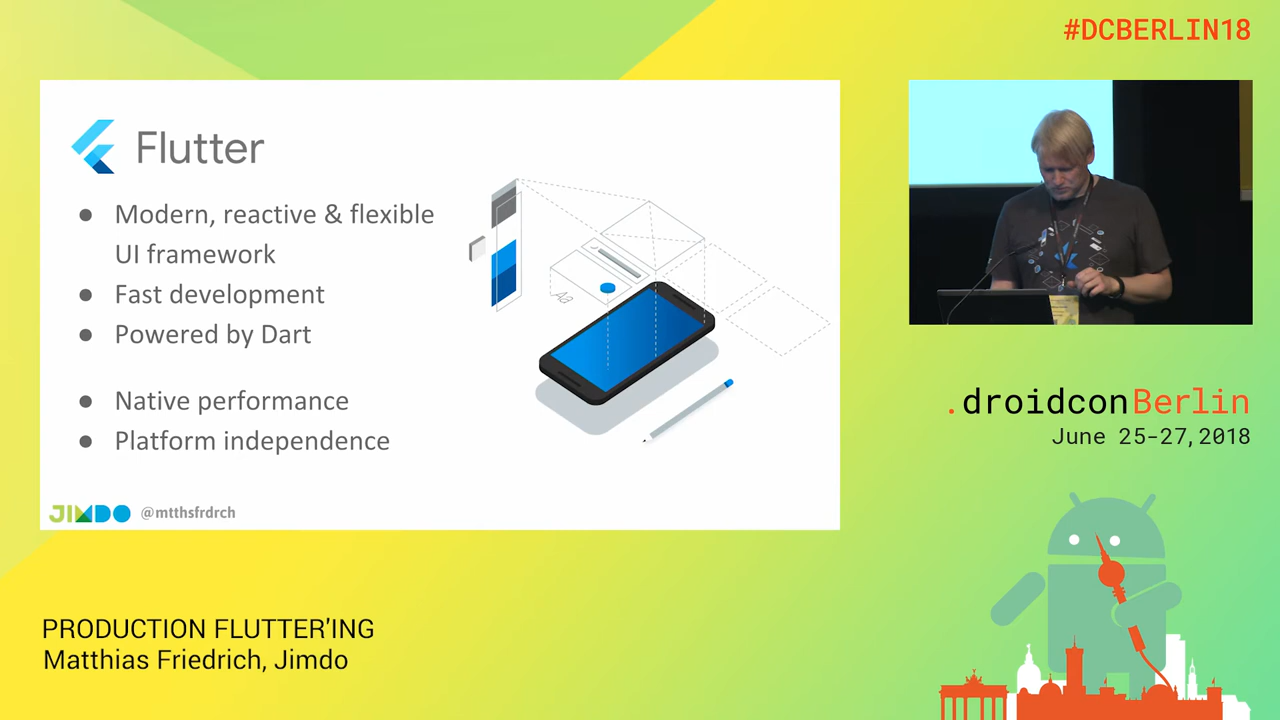 #DCBERLIN18
Flutter
● Modern, reactive & flexible
UI framework
● Fast development
● Powered by Dart
● Native performance
● Platform independence
Aa
JIMDO @mtthsfrdrch
.droidconBerlin
June 25-27, 2018
PRODUCTION FLUTTER'ING
Matthias Friedrich, Jimdo